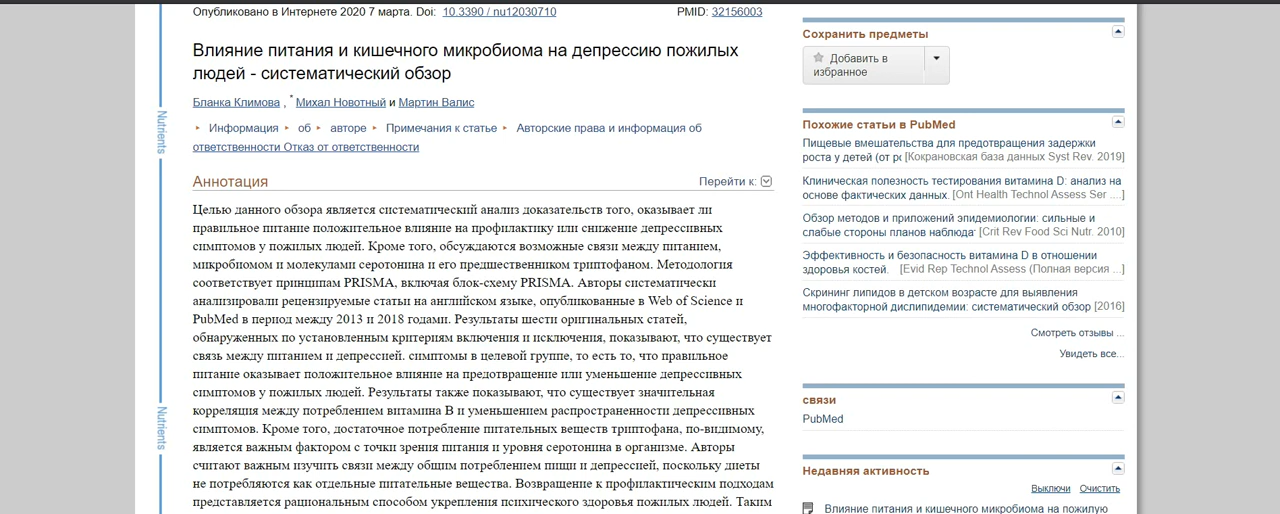 Опубликовано в Интернете 2020 7 марта. Doi: 10.3390 / nu12030710
PMID: 32156003
Влияние питания и кишечного микробиома на депрессию пожилых
людей - систематический обзор
Бланка Климова , * Михал Новотный и Мартин Валис
Информация ‣ об ‣ авторе ‣ Примечания к статье ‣ Авторские права и информация об
ответственности Отказ от ответственности
Аннотация
Перейти к:
Целью данного обзора является систематический анализ доказательств того, оказывает ли
правильное питание положительное влияние на профилактику или снижение депрессивных
симптомов у пожилых людей. Кроме того, обсуждаются возможные связи между питанием,
микробиомом и молекулами серотонина и его предшественником триптофаном. Методология
соответствует принципам PRISMA, включая блок-схему PRISMA. Авторы систематически
анализировали рецензируемые статьи на английском языке, опубликованные в Web of Science и
PubMed в период между 2013 и 2018 годами. Результаты шести оригинальных статей,
обнаруженных по установленным критериям включения и исключения, показывают, что существует
связь между питанием и депрессией. симптомы в целевой группе, то есть то, что правильное
питание оказывает положительное влияние на предотвращение или уменьшение депрессивных
симптомов у пожилых людей. Результаты также показывают, что существует значительная
корреляция между потреблением витамина B и уменьшением распространенности депрессивных
симптомов. Кроме того, достаточное потребление питательных веществ триптофана, по-видимому,
является важным фактором с точки зрения питания и уровня серотонина в организме. Авторы
считают важным изучить связи между общим потреблением пищи и депрессией, поскольку диеты
не потребляются как отдельные питательные вещества. Возвращение к профилактическим подходам
представляется рациональным способом укрепления психического здоровья пожилых людей. Таким
Nutrients
Nutrients
Сохранить предметы
Добавить в
избранное
Похожие статьи в PubMed
Пищевые вмешательства для предотвращения задержки
роста у детей (от ро [Кокрановская база данных Syst Rev. 2019]
Клиническая полезность тестирования витамина D: анализ на
основе фактических данных. [Ont Health Technol Assess Ser ....]
Обзор методов и приложений эпидемиологии: сильные и
слабые стороны планов наблюда [Crit Rev Food Sci Nutr. 2010]
Эффективность и безопасность витамина D в отношении
здоровья костей. [Evid Rep Technol Assess (Полная версия ...]
Скрининг липидов в детском возрасте для выявления
многофакторной дислипидемии: систематический обзор [2016]
Смотреть отзывы ...
Увидеть все...
связи
PubMed
Недавняя активность
Выключи Очистить
Влияние питания и кишечного микробиома на пожилую